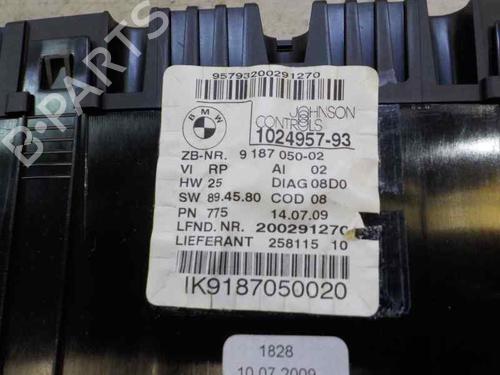 95793200291270
BMW
JOHNSON
CONTROLS
1024957-93
ZB-NR. 9 187 050-02
VI RP AI 02
HW 25 DIAG 08D0
SW 89.45.80 COD 08
PN 775 14.07.09
LFND. NR. 200291270
LIEFERANT 258115 10
IK9187050020
1828
10.07.2009
B-PARTS